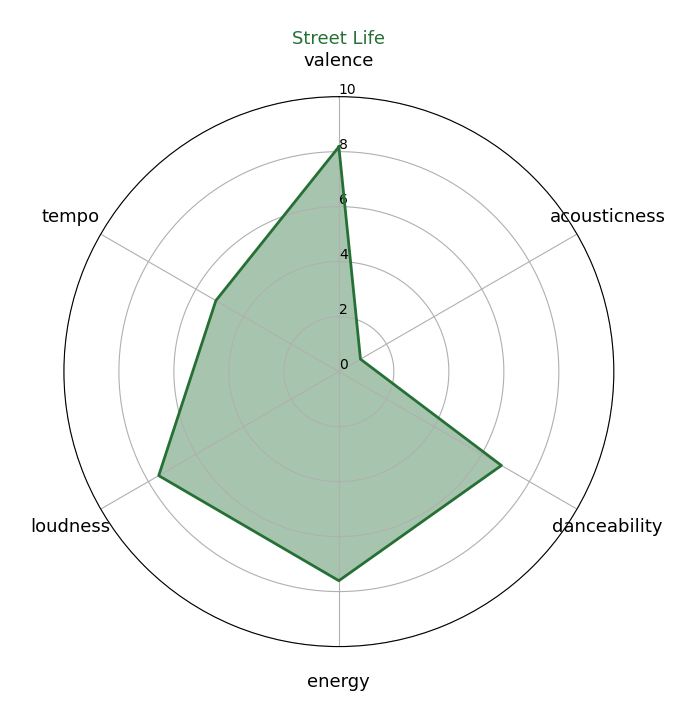 Street Life
valence
10
8
6
4
2
0
tempo
acousticness
loudness
danceability
energy